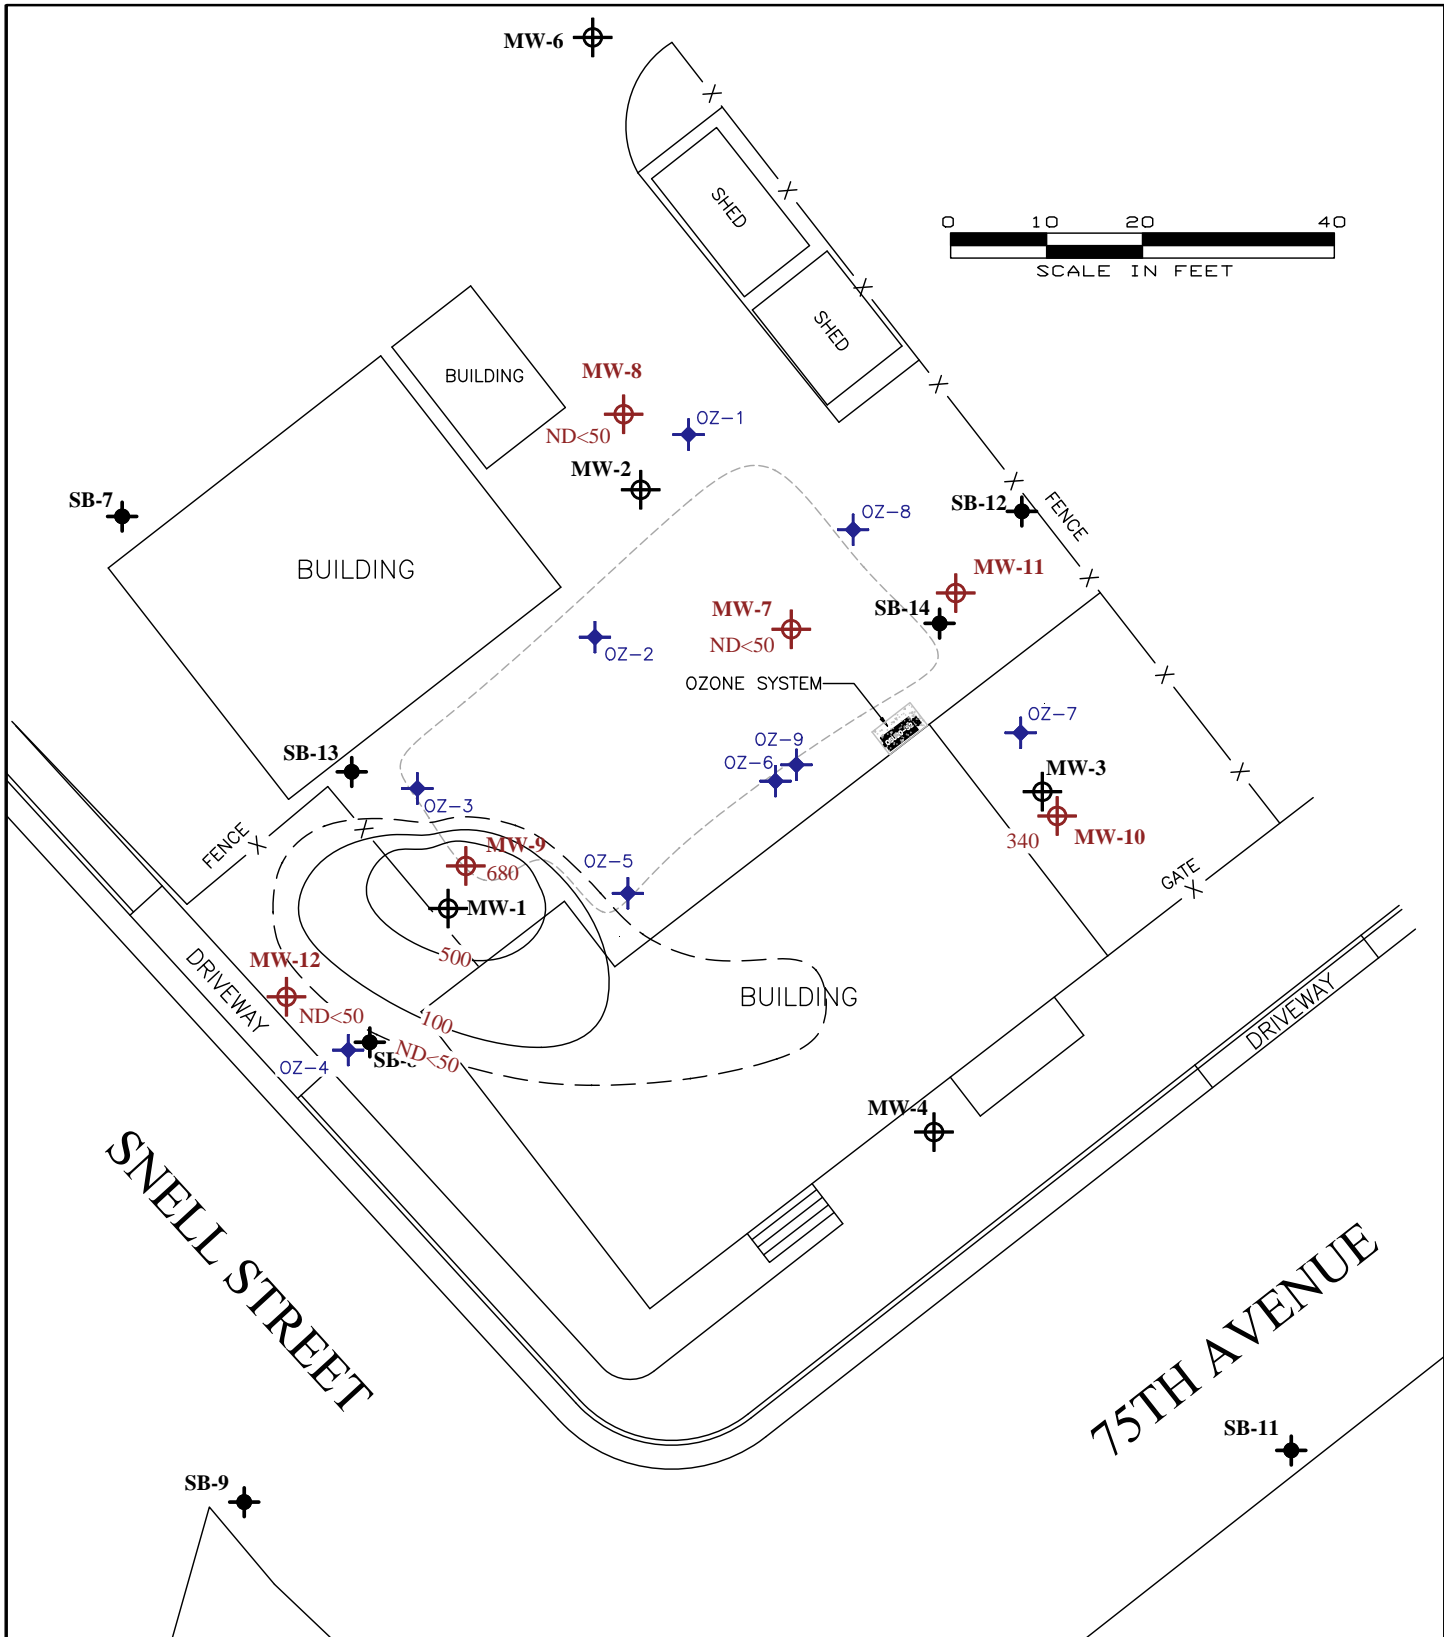 MW-6
SHED
0 10 20 40
SCALE IN FEET
SHED
BUILDING
MW-8
ND<50
OZ-1
MW-2
SB-7
SB-12
FENCE
OZ-8
BUILDING
MW-11
MW-7
SB-14
ND<50
OZ-2
OZONE SYSTEM
OZ-7
SB-13
OZ-9
OZ-6
MW-3
OZ-3
MW-10
340
FENCE
MW-9
680
OZ-5
GATE
MW-1
500
MW-12
DRIVEWAY
BUILDING
ND<50
100
DRIVEWAY
ND<50
OZ-4
MW-4
SNELL STREET
75TH AVENUE
SB-11
SB-9